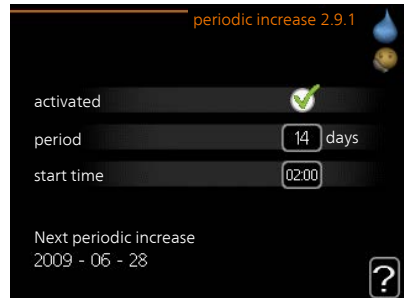 periodic increase 2.9.1
activated
period 14 days
start time 02:00
Next periodic increase
2009 - 06 - 28
?